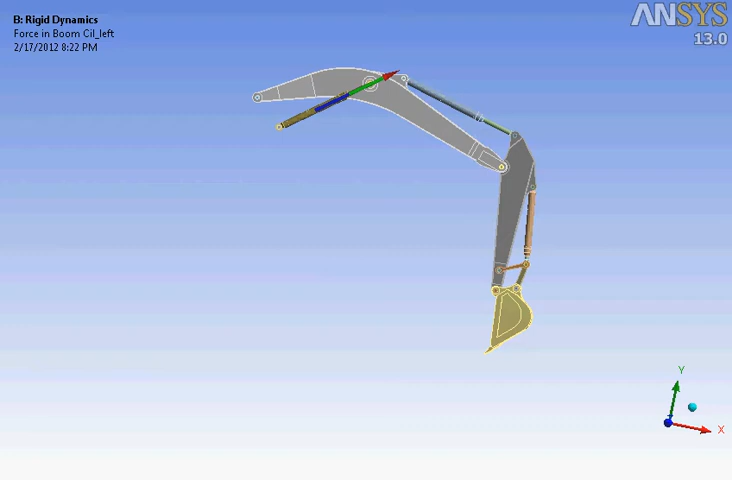 B: Rigid Dynamics
Force in Boom Cil_left
2/17/2012 8:22 PM
ANSYS
13.0
Y
X